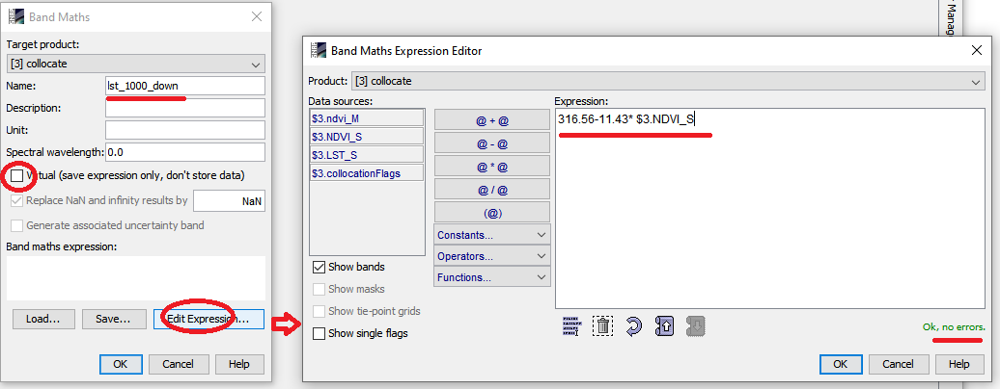 Band Maths
Target product:
[3] collocate
Name: lst_1000_down
Description:
Unit:
Spectral wavelength: 0.0
Virtual (save expression only, don't store data)
Replace NaN and infinity results by NaN
Generate associated uncertainty band
Band maths expression:
Load... Save... Edit Expression...
OK Cancel Help
Band Maths Expression Editor
Product: [3] collocate
Data sources:
$3.ndvi_M
$3.NDVI_S
$3.LST_S
$3.collocationFlags
@ + @
@ - @
@ * @
@ / @
(@)
Constants...
Operators...
Functions...
Expression:
316.56-11.43* $3.NDVI_S
Show bands
Show masks
Show tie-point grids
Show single flags
Ok, no errors.
OK Cancel Help
Manag